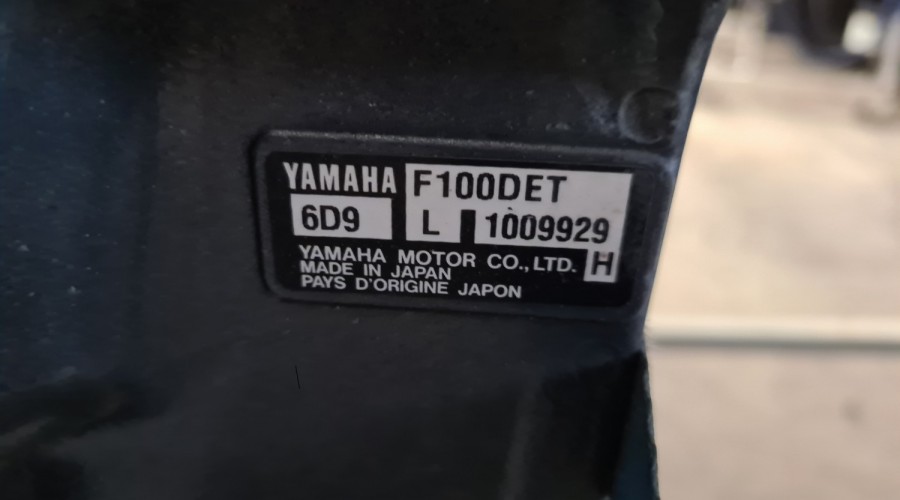 YAMAHA F100DET
6D9 L 1009929
YAMAHA MOTOR CO., LTD. H
MADE IN JAPAN
PAYS D'ORIGINE JAPON